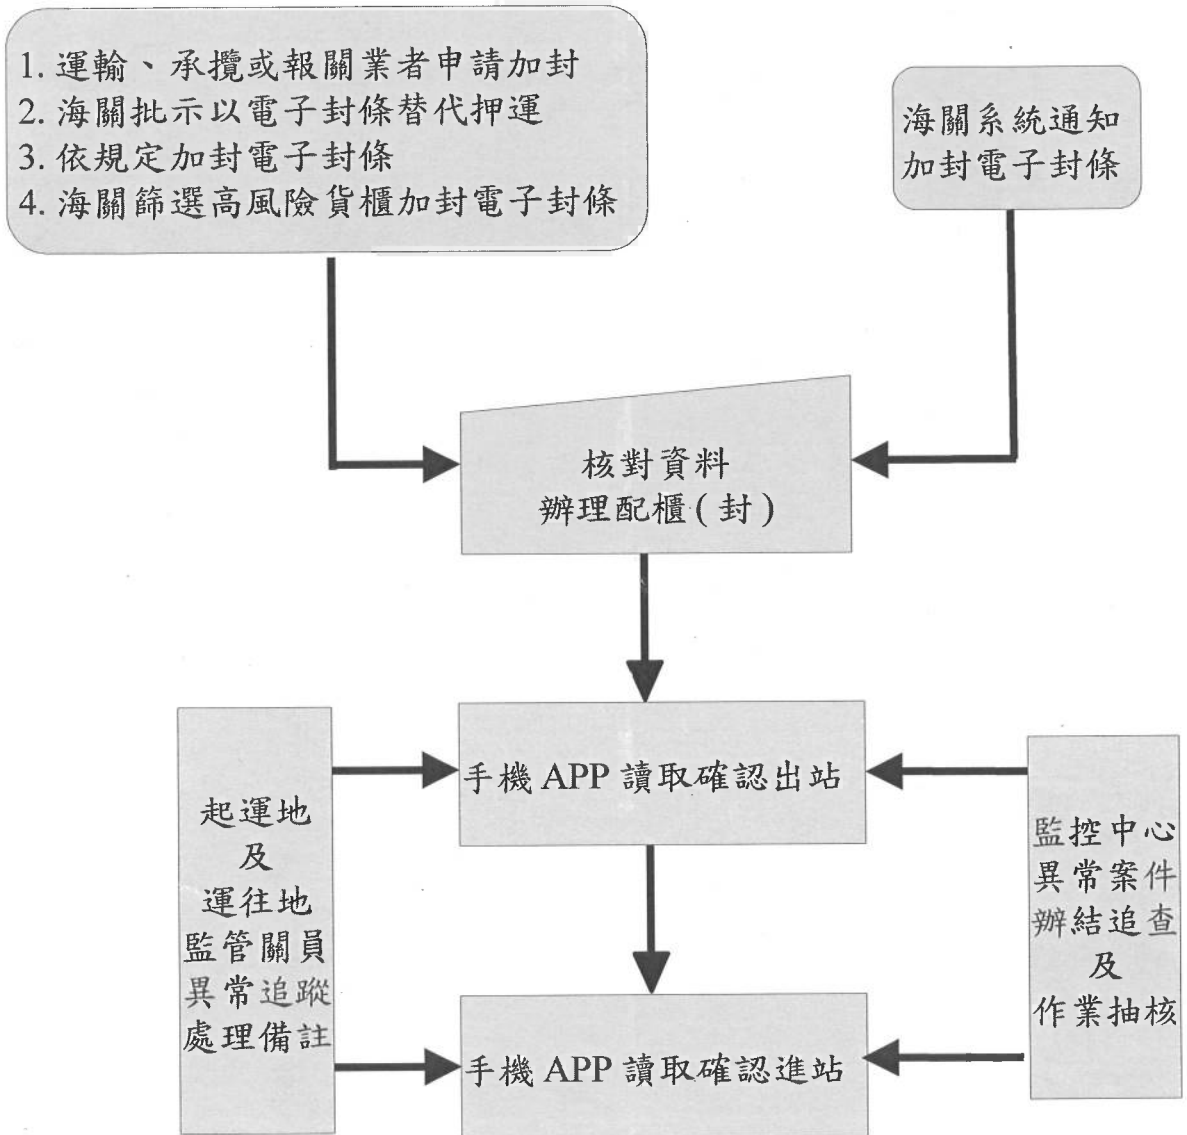 1. 運輸、承攬或報關業者申請加封
2. 海關批示以電子封條替代押運
3. 依規定加封電子封條
4. 海關篩選高風險貨櫃加封電子封條
海關系統通知
加封電子封條
核對資料
辦理配櫃(封)
手機 APP 讀取確認出站
起運地
及
運往地
監管關員
異常追蹤
處理備註
監控中心
異常案件
辦結追查
及
作業抽核
手機 APP 讀取確認進站